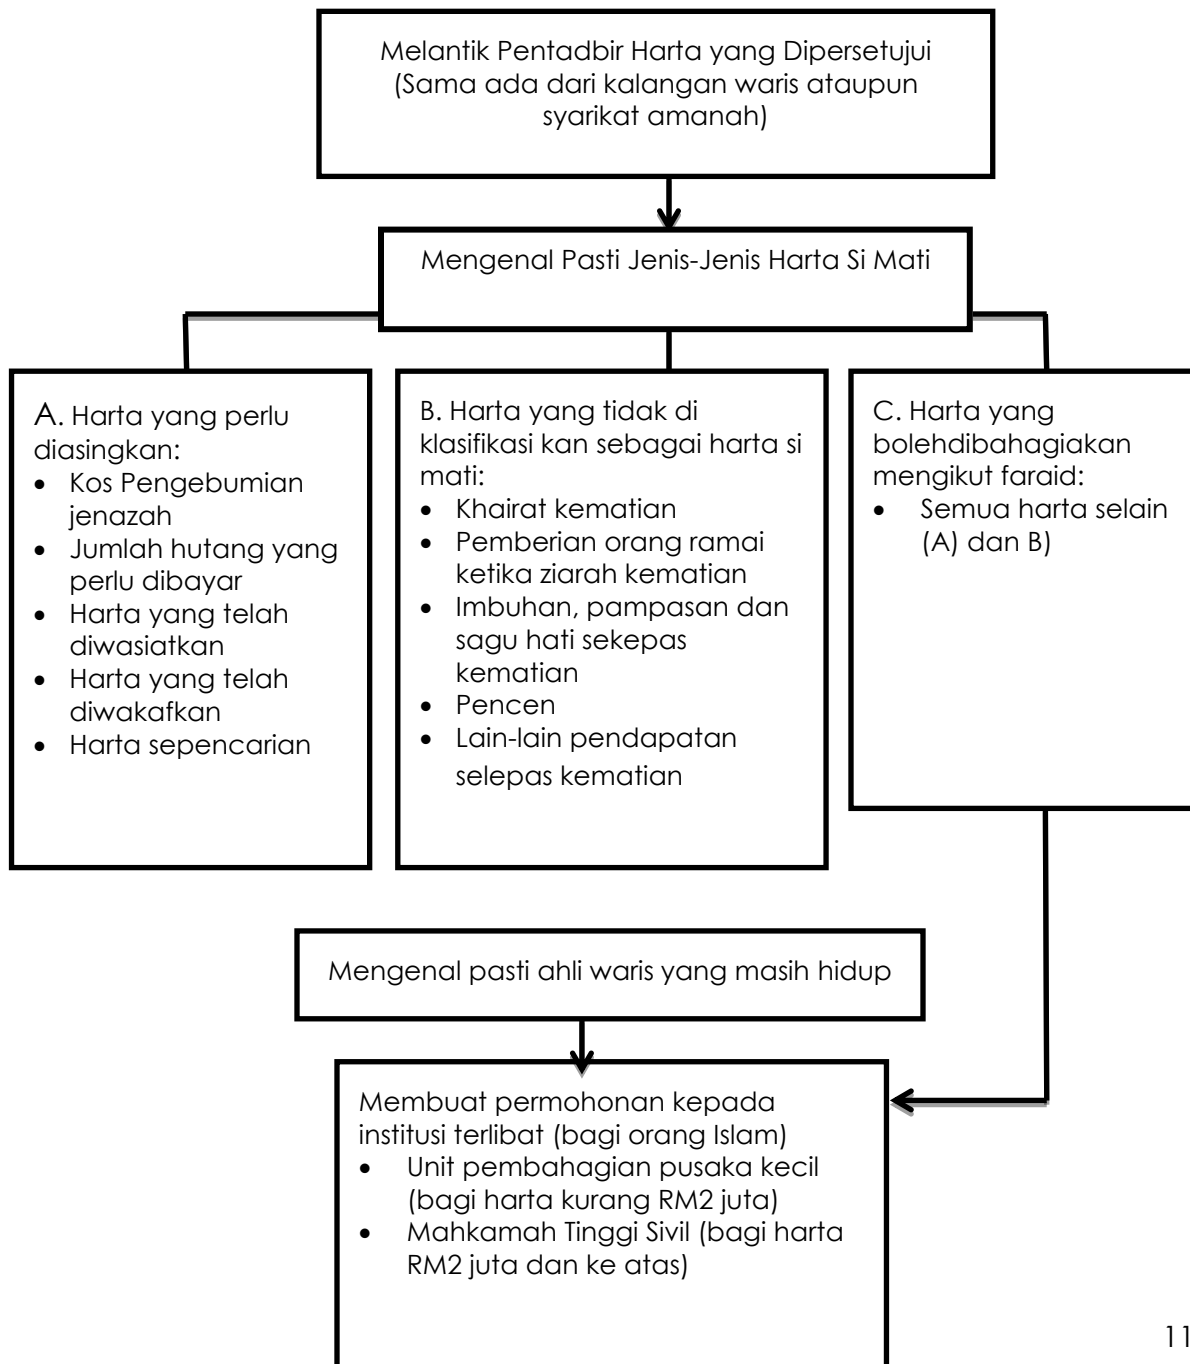 Melantik Pentadbir Harta yang Dipersetujui
(Sama ada dari kalangan waris ataupun
syarikat amanah)
Mengenal Pasti Jenis-Jenis Harta Si Mati
A. Harta yang perlu
diasingkan:
• Kos Pengebumian
jenazah
• Jumlah hutang yang
perlu dibayar
• Harta yang telah
diwasiatkan
• Harta yang telah
diwakafkan
• Harta sepencarian
B. Harta yang tidak di
klasifikasi kan sebagai harta si
mati:
• Khairat kematian
• Pemberian orang ramai
ketika ziarah kematian
• Imbuhan, pampasan dan
sagu hati sekepas
kematian
• Pencen
• Lain-lain pendapatan
selepas kematian
C. Harta yang
bolehdibahagiakan
mengikut faraid:
• Semua harta selain
(A) dan B)
Mengenal pasti ahli waris yang masih hidup
Membuat permohonan kepada
institusi terlibat (bagi orang Islam)
• Unit pembahagian pusaka kecil
(bagi harta kurang RM2 juta)
• Mahkamah Tinggi Sivil (bagi harta
RM2 juta dan ke atas)
11